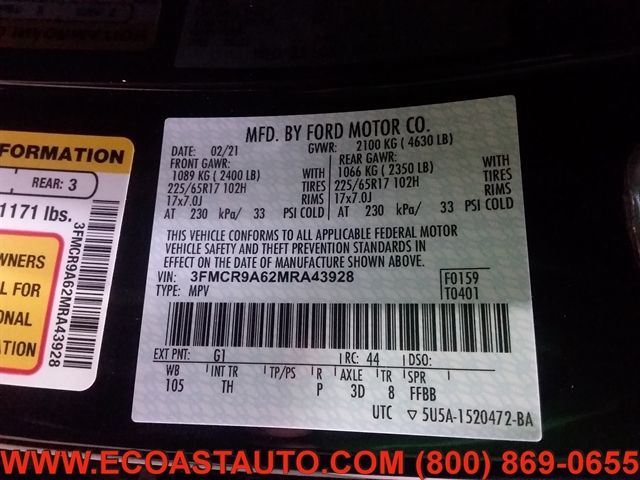 FORMATION
REAR: 3
1171 lbs.
WNERS
AL FOR
ONAL
ION
3FMCR9A62MRA43928
MFD. BY FORD MOTOR CO.
DATE: 02/21 GVWR: 2100 KG ( 4630 LB)
FRONT GAWR: REAR GAWR:
1089 KG ( 2400 LB) WITH 1066 KG ( 2350 LB) WITH
225/65R17 102H TIRES 225/65R17 102H TIRES
17x7.0J RIMS 17x7.0J RIMS
AT 230 kPa/ 33 PSI COLD AT 230 kPa/ 33 PSI COLD
THIS VEHICLE CONFORMS TO ALL APPLICABLE FEDERAL MOTOR
VEHICLE SAFETY AND THEFT PREVENTION STANDARDS IN
EFFECT ON THE DATE OF MANUFACTURE SHOWN ABOVE.
VIN: 3FMCR9A62MRA43928 F0159
TYPE: MPV T0401
EXT PNT: G1 RC: 44 DSO:
WB INT TR TP/PS R AXLE TR SPR
105 TH P 3D 8 FFBB
UTC ▽ 5U5A-1520472-BA
WWW.ECOASTAUTO.COM (800) 869-0655